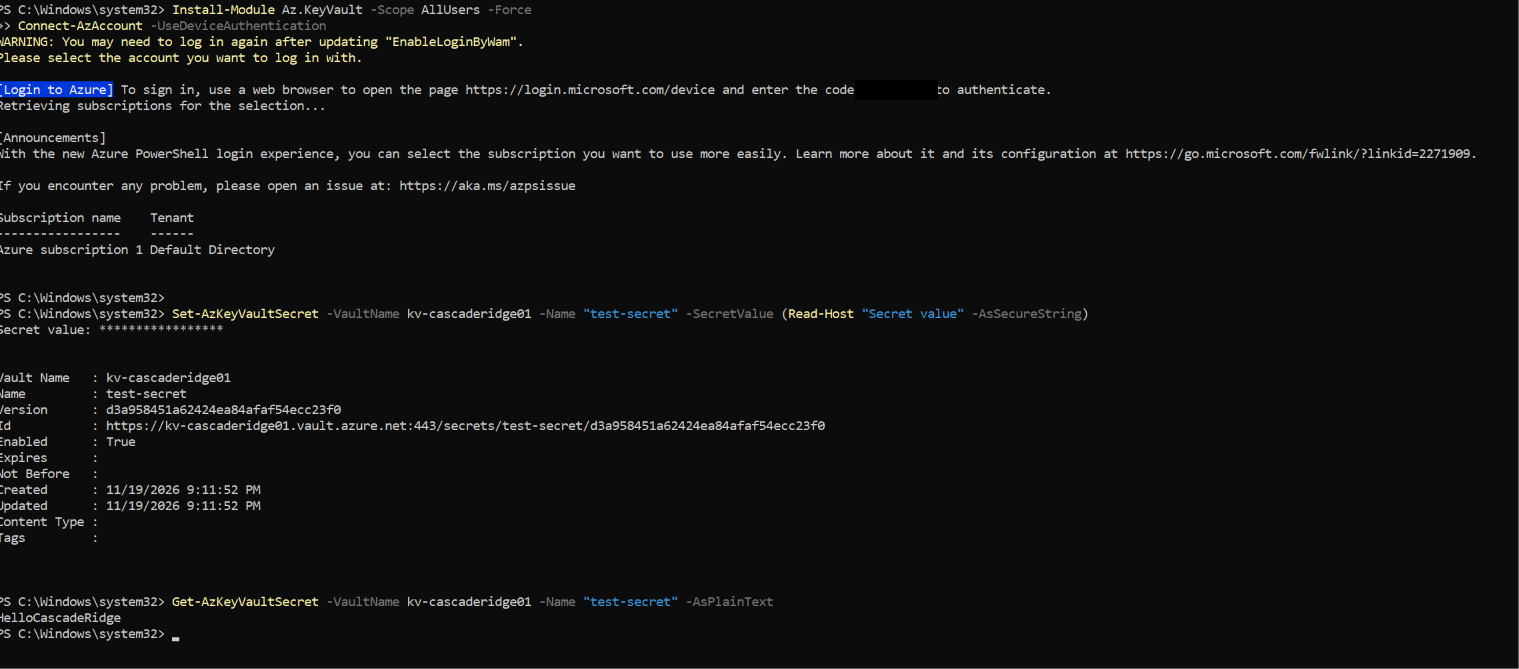 PS C:\Windows\system32> Install-Module Az.KeyVault -Scope AllUsers -Force
>> Connect-AzAccount -UseDeviceAuthentication
WARNING: You may need to log in again after updating "EnableLoginByWam".
Please select the account you want to log in with.
[Login to Azure] To sign in, use a web browser to open the page https://login.microsoft.com/device and enter the code to authenticate.
Retrieving subscriptions for the selection...
[Announcements]
With the new Azure PowerShell login experience, you can select the subscription you want to use more easily. Learn more about it and its configuration at https://go.microsoft.com/fwlink/?linkid=2271909.
If you encounter any problem, please open an issue at: https://aka.ms/azpsissue
Subscription name    Tenant
-----------------    ------
Azure subscription 1 Default Directory
PS C:\Windows\system32>
PS C:\Windows\system32> Set-AzKeyVaultSecret -VaultName kv-cascaderidge01 -Name "test-secret" -SecretValue (Read-Host "Secret value" -AsSecureString)
Secret value: *****************
Vault Name   : kv-cascaderidge01
Name         : test-secret
Version      : d3a958451a62424ea84afaf54ecc23f0
Id           : https://kv-cascaderidge01.vault.azure.net:443/secrets/test-secret/d3a958451a62424ea84afaf54ecc23f0
Enabled      : True
Expires      :
Not Before   :
Created      : 11/19/2026 9:11:52 PM
Updated      : 11/19/2026 9:11:52 PM
Content Type :
Tags         :
PS C:\Windows\system32> Get-AzKeyVaultSecret -VaultName kv-cascaderidge01 -Name "test-secret" -AsPlainText
HelloCascadeRidge
PS C:\Windows\system32>